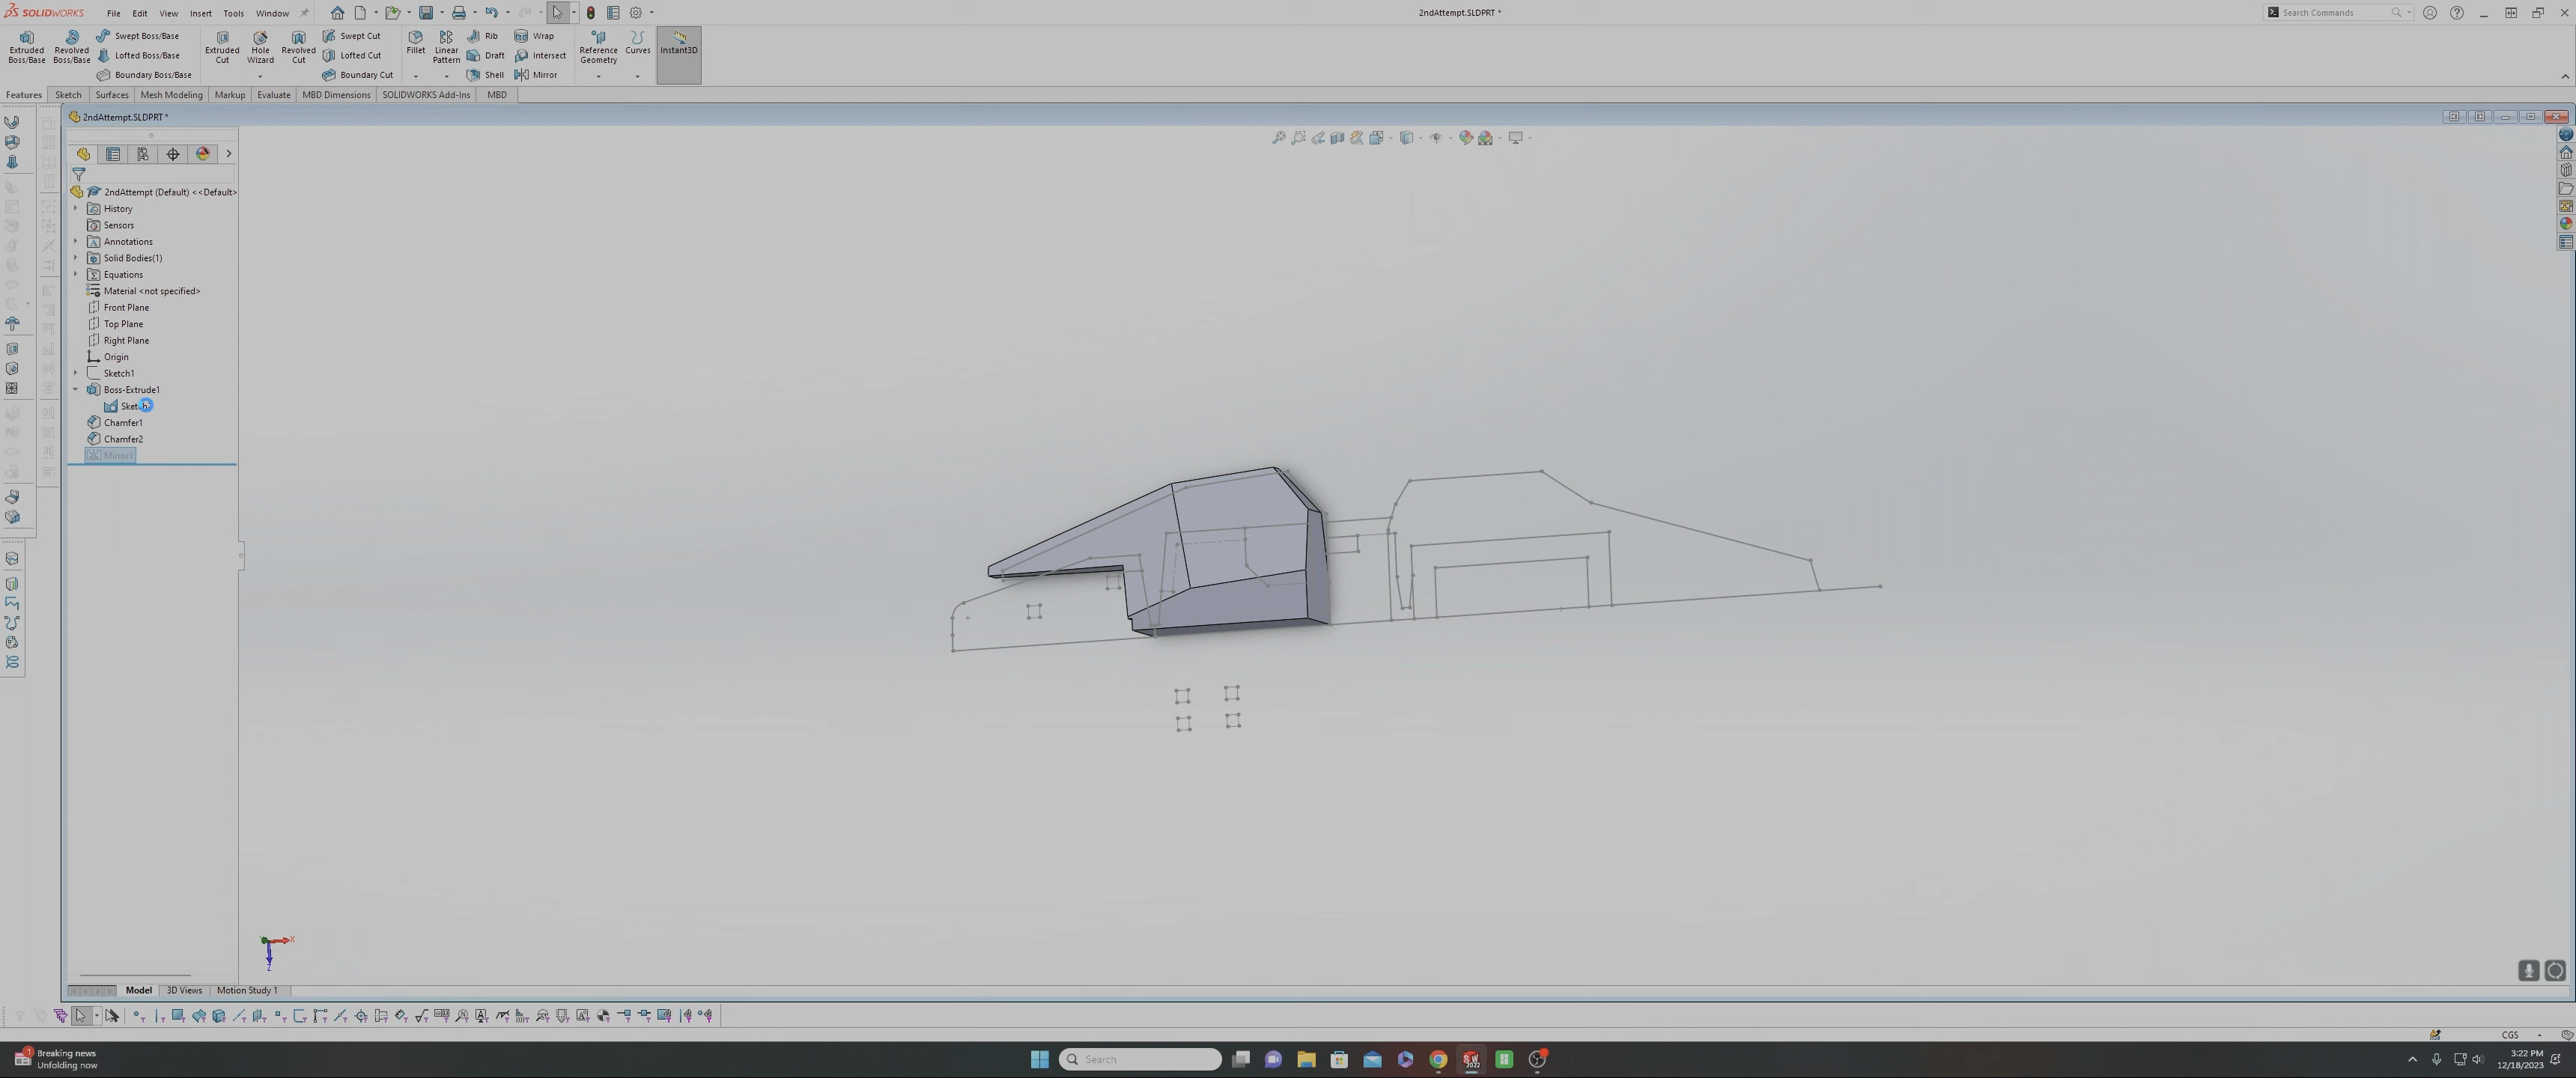 SOLIDWORKS File Edit View Insert Tools Window 2ndAttempt.SLDPRT * Search Commands
Extruded Boss/Base
Revolved Boss/Base
Swept Boss/Base
Lofted Boss/Base
Boundary Boss/Base
Extruded Cut
Hole Wizard
Revolved Cut
Swept Cut
Lofted Cut
Boundary Cut
Fillet
Linear Pattern
Rib
Draft
Shell
Wrap
Intersect
Mirror
Reference Geometry
Curves
Instant3D
Features Sketch Surfaces Mesh Modeling Markup Evaluate MBD Dimensions SOLIDWORKS Add-Ins MBD
2ndAttempt.SLDPRT *
2ndAttempt (Default) <<Default>
History
Sensors
Annotations
Solid Bodies(1)
Equations
Material <not specified>
Front Plane
Top Plane
Right Plane
Origin
Sketch1
Boss-Extrude1
Chamfer1
Chamfer2
Mirror1
X
Z
Model 3D Views Motion Study 1
CGS
1 Breaking news
Unfolding now
Search
SW 2022
3:22 PM
12/18/2023